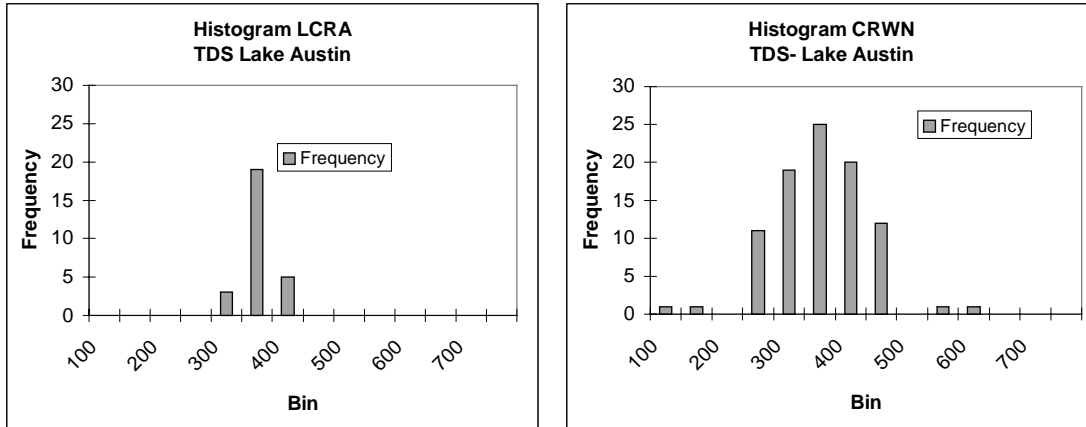 Histogram LCRA
TDS Lake Austin
30
25
20
15
10
5
0
Frequency
Frequency
100
200
300
400
500
600
700
Bin
Histogram CRWN
TDS- Lake Austin
30
25
20
15
10
5
0
Frequency
Frequency
100
200
300
400
500
600
700
Bin